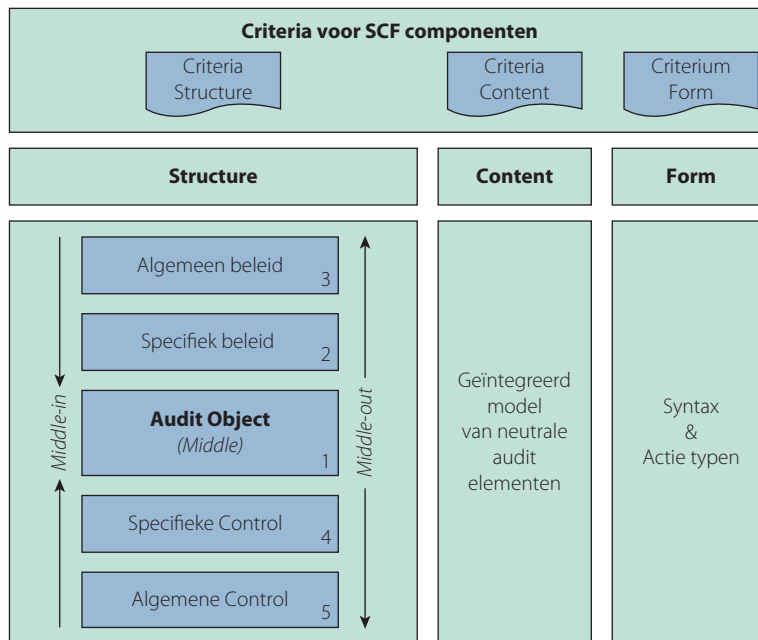 Criteria voor SCF componenten
Criteria
Structure
Criteria
Content
Criterium
Form
Structure
Content
Form
Algemeen beleid
3
Specifiek beleid
2
Audit Object
(Middle)
1
Specifieke Control
4
Algemene Control
5
Middle-in
Middle-out
Geïntegreerd
model
van neutrale
audit
elementen
Syntax
&
Actie typen